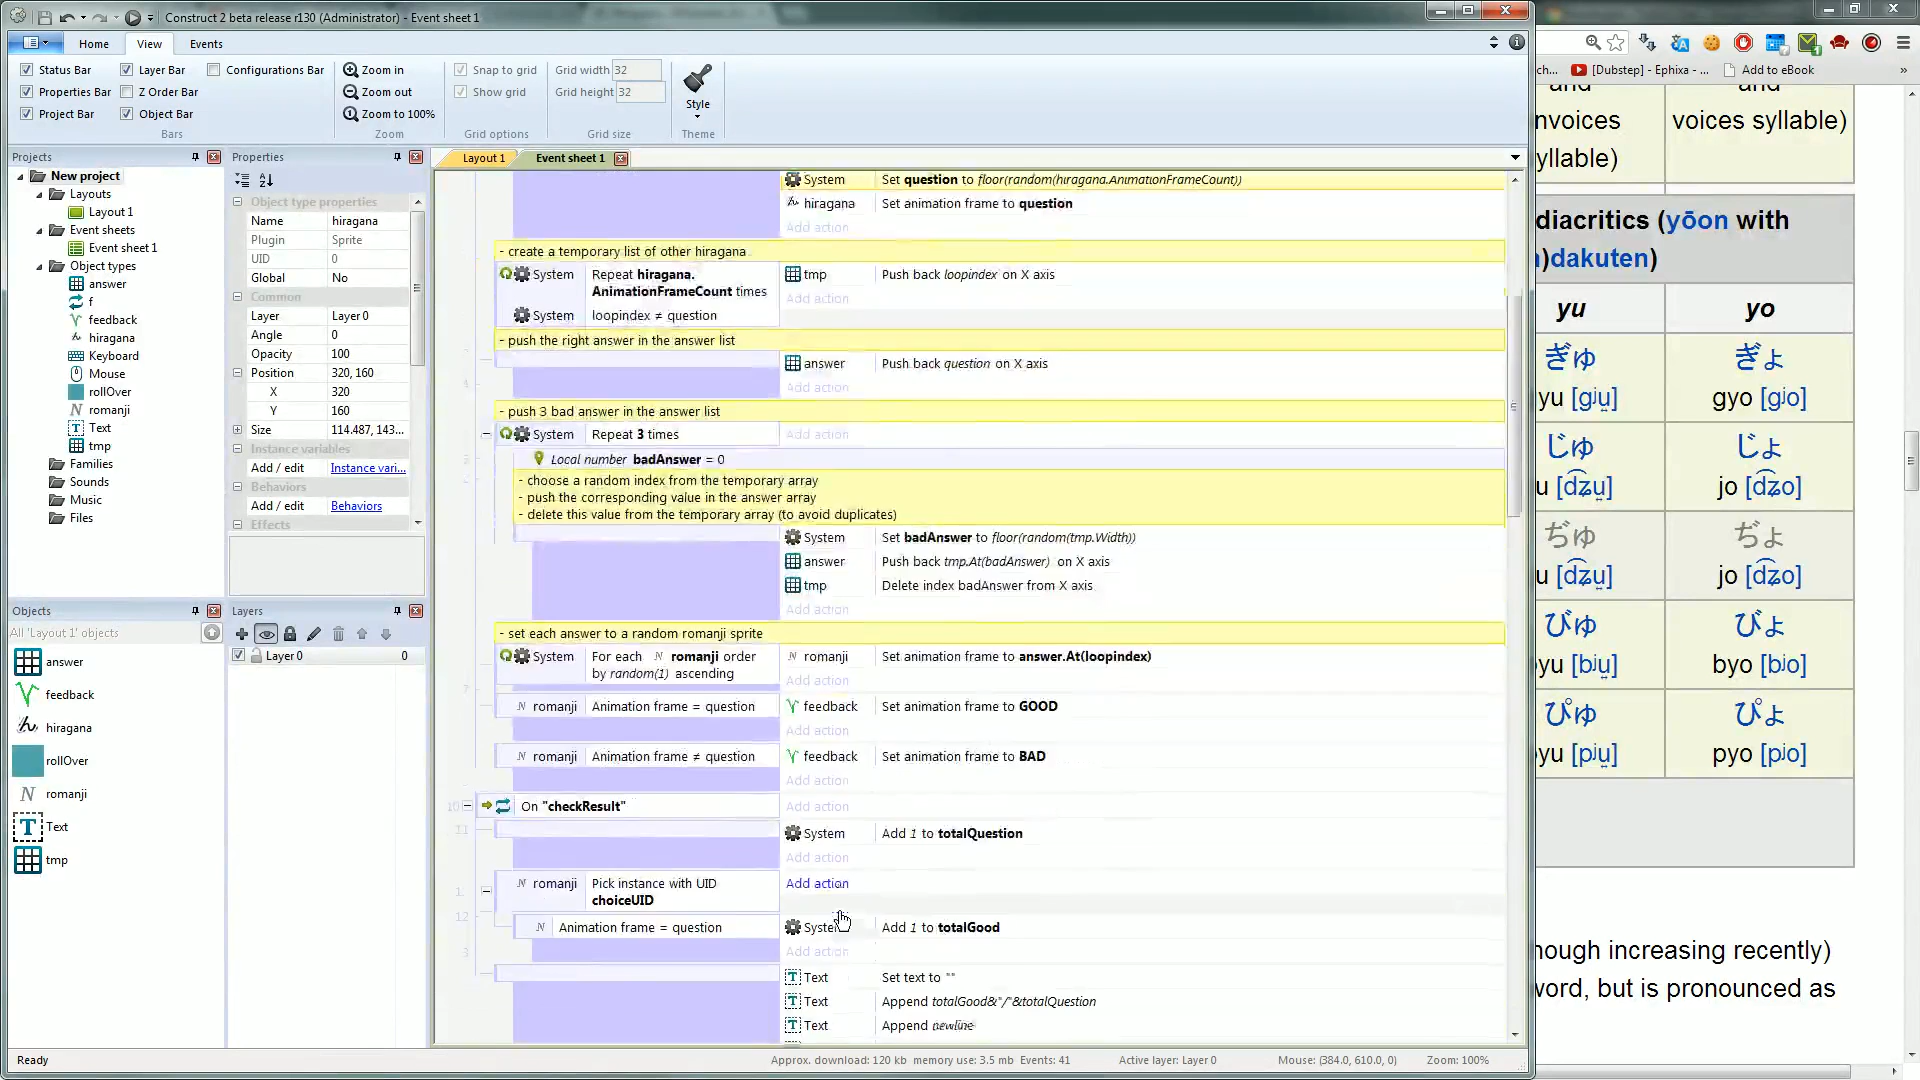 Construct 2 beta release r130 (Administrator) - Event sheet 1
Home View Events
Status Bar Layer Bar Configurations Bar Zoom in Snap to grid Grid width 32
Properties Bar Z Order Bar Zoom out Show grid Grid height 32 Style
Project Bar Object Bar Zoom to 100%
Bars Zoom Grid options Grid size Theme
[Dubstep] - Ephixa - ... Add to eBook »
Projects
New project
Layouts
Layout 1
Event sheets
Event sheet 1
Object types
answer
f
feedback
hiragana
Keyboard
Mouse
rollOver
romanji
Text
tmp
Families
Sounds
Music
Files
Properties
Object type properties
Name hiragana
Plugin Sprite
UID 0
Global No
Common
Layer Layer 0
Angle 0
Opacity 100
Position 320, 160
X 320
Y 160
Size 114.487, 143...
Instance variables
Add / edit Instance vari...
Behaviors
Add / edit Behaviors
Effects
Objects
All 'Layout 1' objects
answer
feedback
hiragana
rollOver
romanji
Text
tmp
Layers
Layer 0 0
Layout 1 Event sheet 1
System Set question to floor(random(hiragana.AnimationFrameCount))
hiragana Set animation frame to question
Add action
- create a temporary list of other hiragana
System Repeat hiragana. tmp Push back loopindex on X axis
AnimationFrameCount times Add action
System loopindex ≠ question
- push the right answer in the answer list
answer Push back question on X axis
Add action
- push 3 bad answer in the answer list
System Repeat 3 times Add action
Local number badAnswer = 0
- choose a random index from the temporary array
- push the corresponding value in the answer array
- delete this value from the temporary array (to avoid duplicates)
System Set badAnswer to floor(random(tmp.Width))
answer Push back tmp.At(badAnswer) on X axis
tmp Delete index badAnswer from X axis
Add action
- set each answer to a random romanji sprite
System For each romanji order romanji Set animation frame to answer.At(loopindex)
by random(1) ascending Add action
romanji Animation frame = question feedback Set animation frame to GOOD
Add action
romanji Animation frame ≠ question feedback Set animation frame to BAD
Add action
10 On "checkResult" Add action
11 System Add 1 to totalQuestion
Add action
romanji Pick instance with UID Add action
choiceUID
12 Animation frame = question System Add 1 to totalGood
Add action
Text Set text to ""
Text Append totalGood&"/"&totalQuestion
Text Append newline
Ready Approx. download: 120 kb memory use: 3.5 mb Events: 41 Active layer: Layer 0 Mouse: (384.0, 610.0, 0) Zoom: 100%
nvoices voices syllable)
yllable)
diacritics (yōon with
)dakuten)
yu yo
ぎゅ ぎょ
yu [gʲɯ̹] gyo [gʲo]
じゅ じょ
u [d͡ʑɯ̹] jo [d͡ʑo]
ぢゅ ぢょ
u [d͡ʑɯ̹] jo [d͡ʑo]
びゅ びょ
yu [bʲɯ̹] byo [bʲo]
ぴゅ ぴょ
yu [pʲɯ̹] pyo [pʲo]
hough increasing recently)
word, but is pronounced as